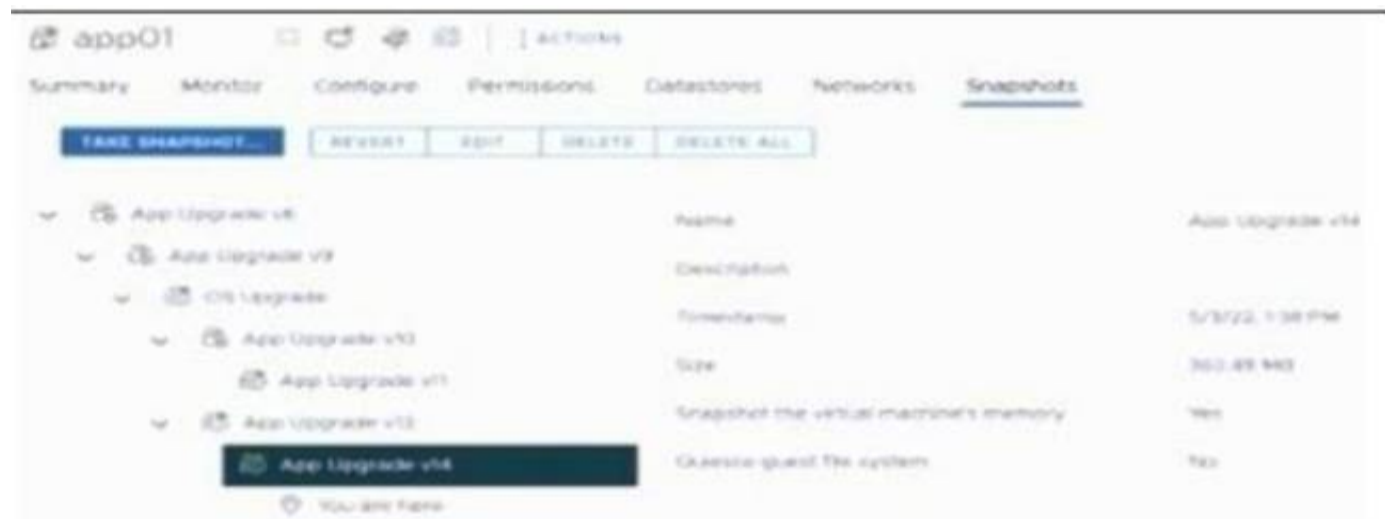 app01 ACTIONS
Summary Monitor Configure Permissions Datastores Networks Snapshots
TAKE SNAPSHOT... REVERT EDIT DELETE DELETE ALL
App Upgrade
App Upgrade v9
OS Upgrade
App Upgrade v10
App Upgrade v11
App Upgrade
App Upgrade v14
You are here
Name App Upgrade v14
Description
Timestamp 5/3/22, 1:38 PM
Size MB
Snapshot the virtual machine's memory Yes
Quiesce guest file system No